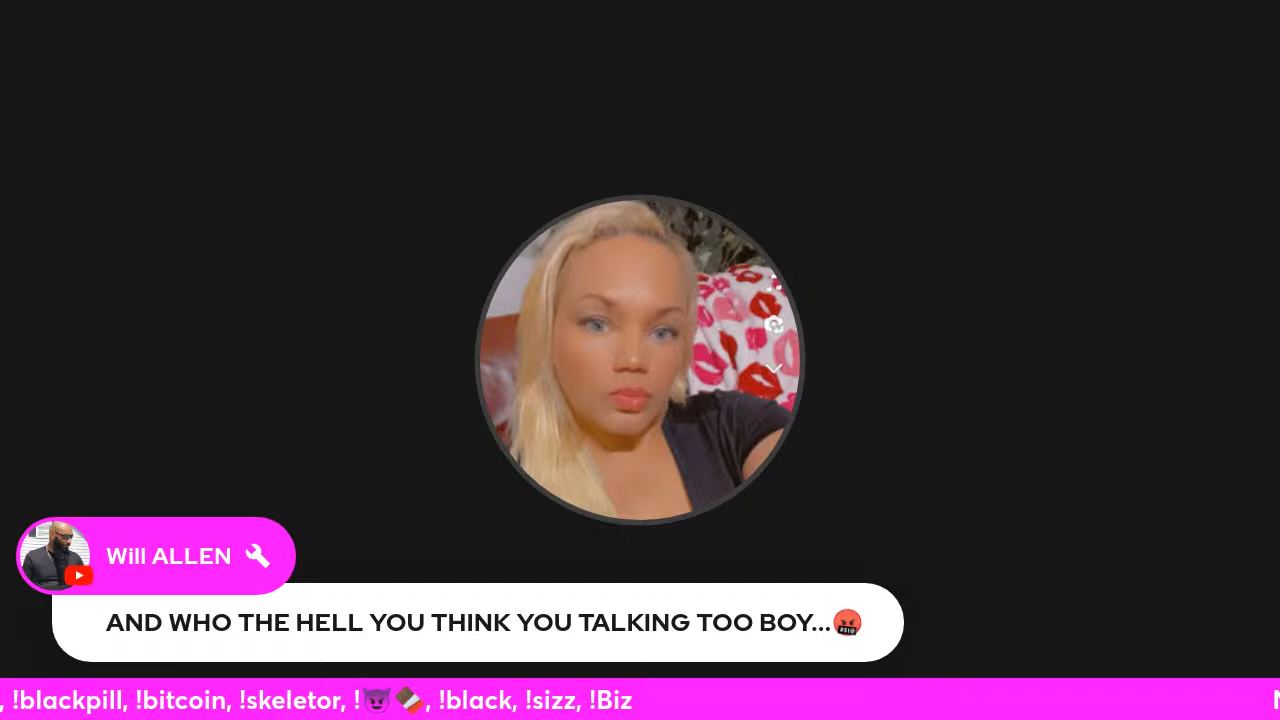 Will ALLEN
AND WHO THE HELL YOU THINK YOU TALKING TOO BOY...🤬
, !blackpill, !bitcoin, !skeletor, !😈🍫, !black, !sizz, !Biz